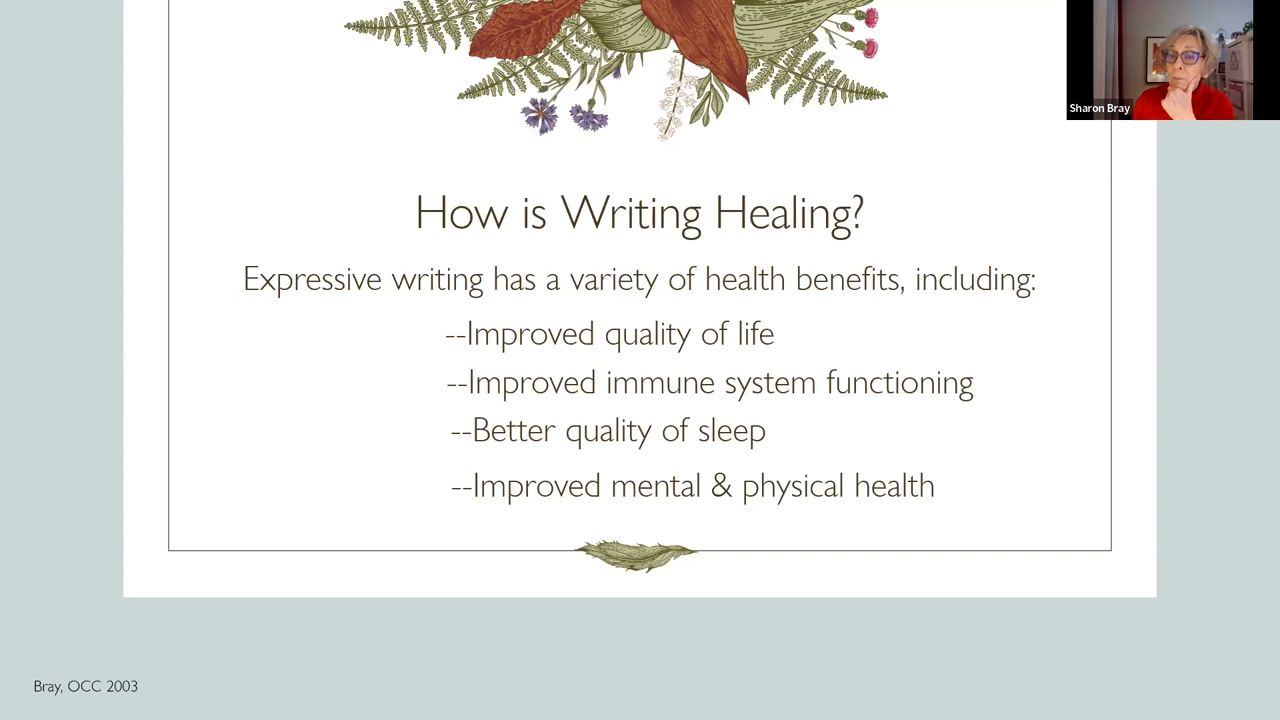 Sharon Bray
How is Writing Healing?
Expressive writing has a variety of health benefits, including:
--Improved quality of life
--Improved immune system functioning
--Better quality of sleep
--Improved mental & physical health
Bray, OCC 2003